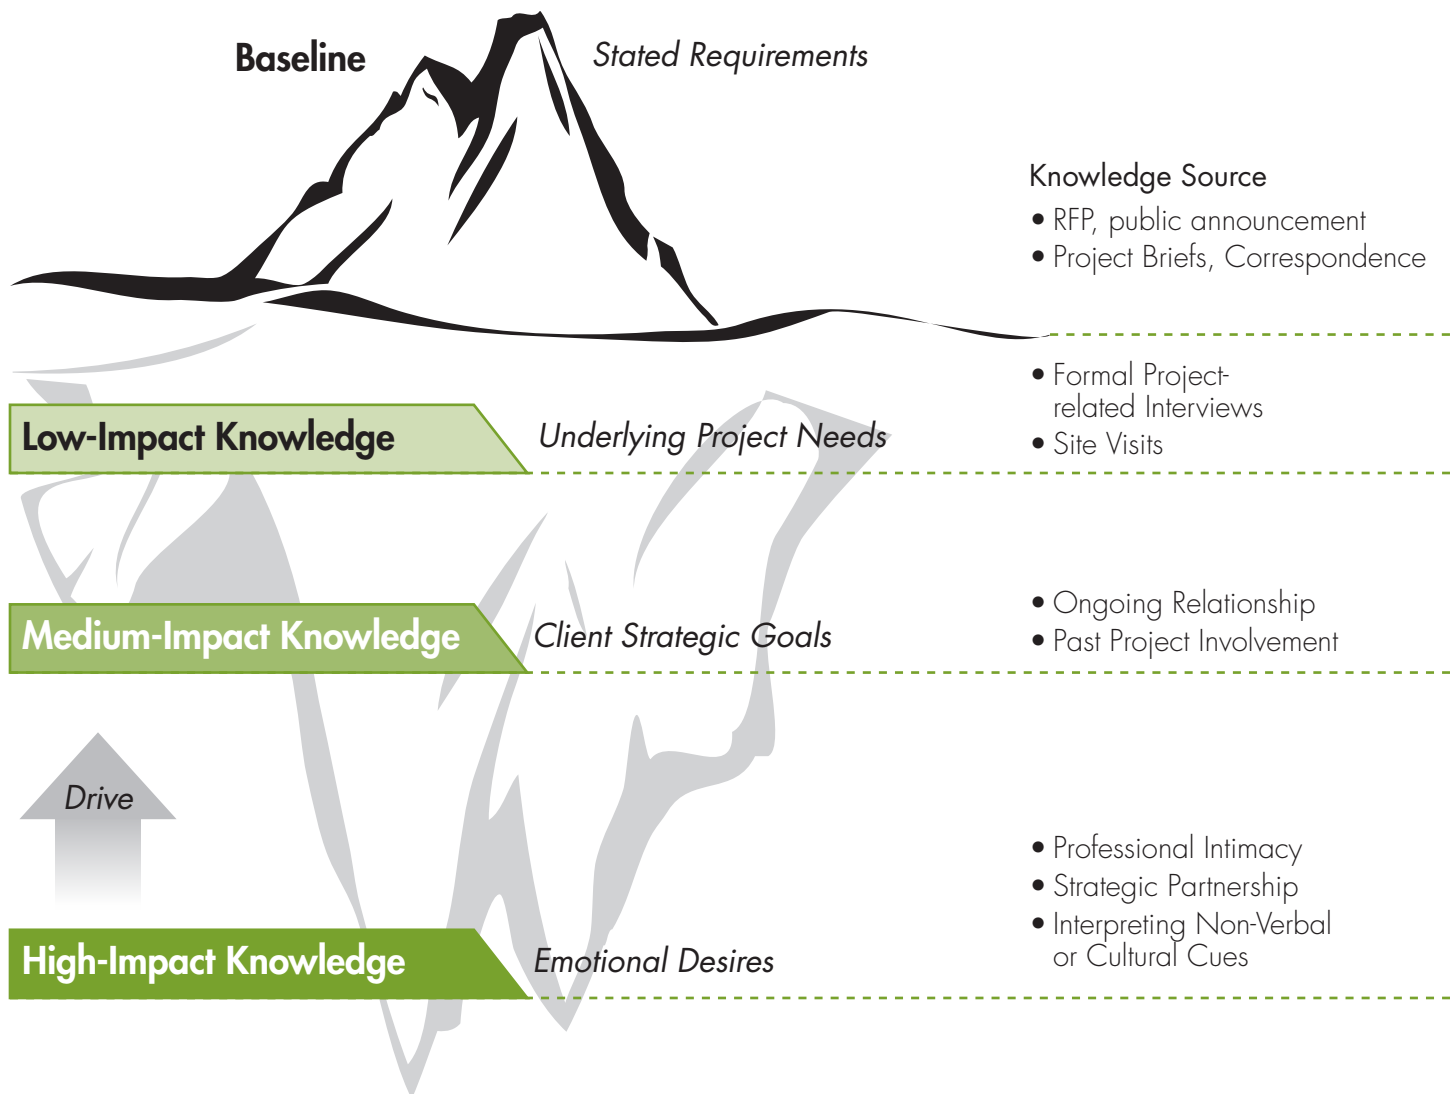 Baseline
Stated Requirements
Knowledge Source
• RFP, public announcement
• Project Briefs, Correspondence
• Formal Project-
related Interviews
• Site Visits
Low-Impact Knowledge
Underlying Project Needs
Medium-Impact Knowledge
Client Strategic Goals
• Ongoing Relationship
• Past Project Involvement
Drive
• Professional Intimacy
• Strategic Partnership
• Interpreting Non-Verbal
or Cultural Cues
High-Impact Knowledge
Emotional Desires